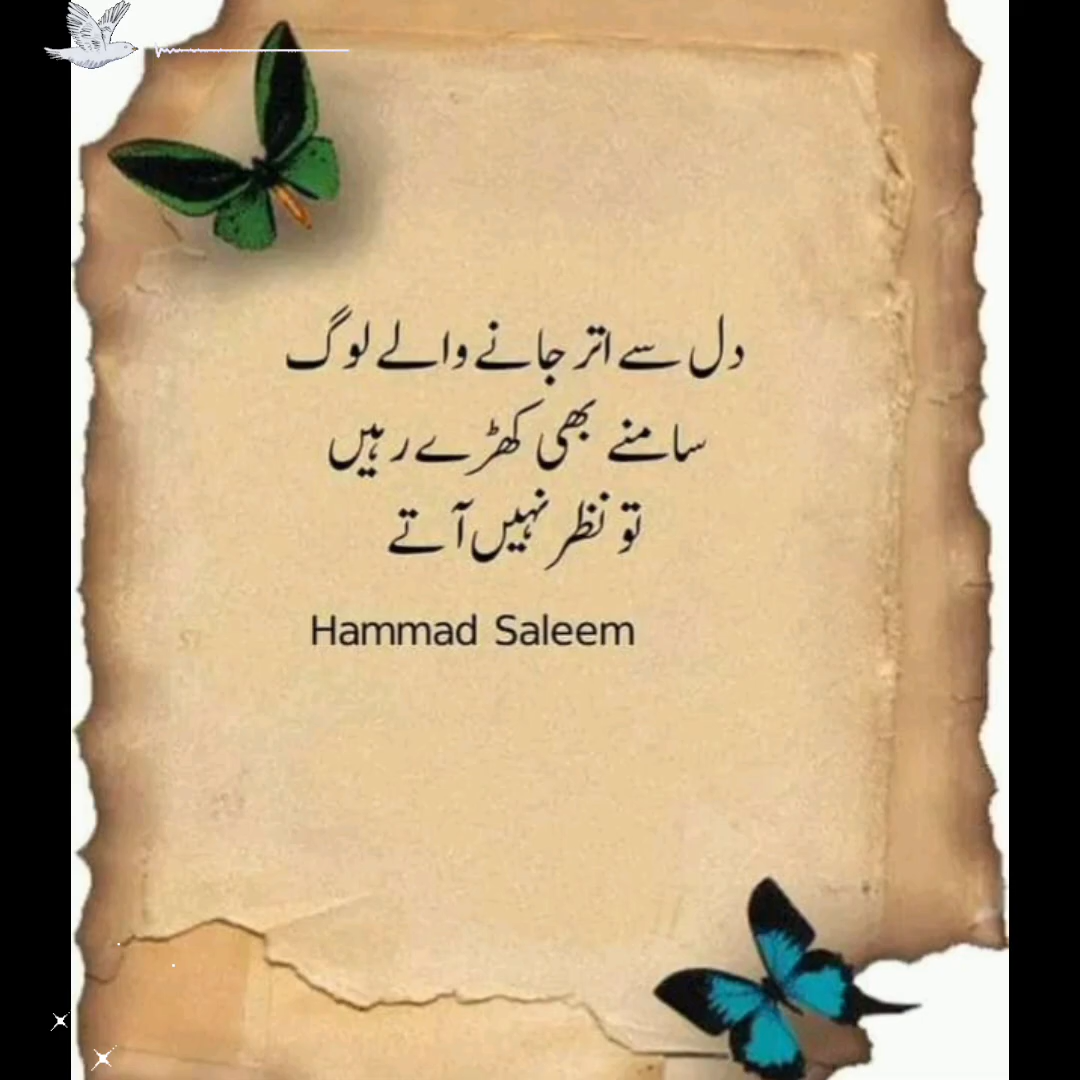 دل سے اتر جانے والے لوگ
سامنے بھی کھڑے رہیں
تو نظر نہیں آتے
Hammad Saleem